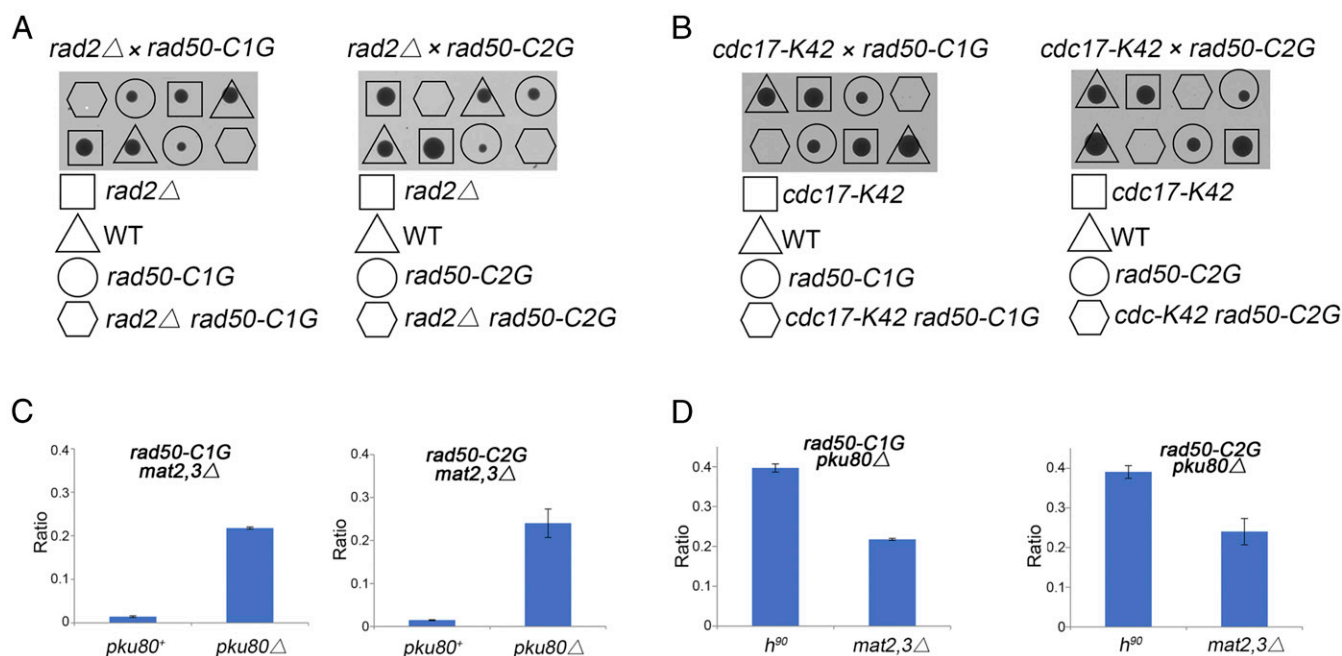 A
rad2△ × rad50-C1G
rad2△ × rad50-C2G
rad2△
WT
rad50-C1G
rad2△ rad50-C1G
rad2△
WT
rad50-C2G
rad2△ rad50-C2G
B
cdc17-K42 × rad50-C1G
cdc17-K42 × rad50-C2G
cdc17-K42
WT
rad50-C1G
cdc17-K42 rad50-C1G
cdc17-K42
WT
rad50-C2G
cdc-K42 rad50-C2G
C
rad50-C1G
mat2,3△
Ratio
0.4
0.2
0
pku80⁺
pku80△
rad50-C2G
mat2,3△
Ratio
0.4
0.3
0.2
0.1
0
pku80⁺
pku80△
D
rad50-C1G
pku80△
Ratio
0.4
0.3
0.2
0.1
0
h⁹⁰
mat2,3△
rad50-C2G
pku80△
Ratio
0.4
0.3
0.2
0.1
0
h⁹⁰
mat2,3△